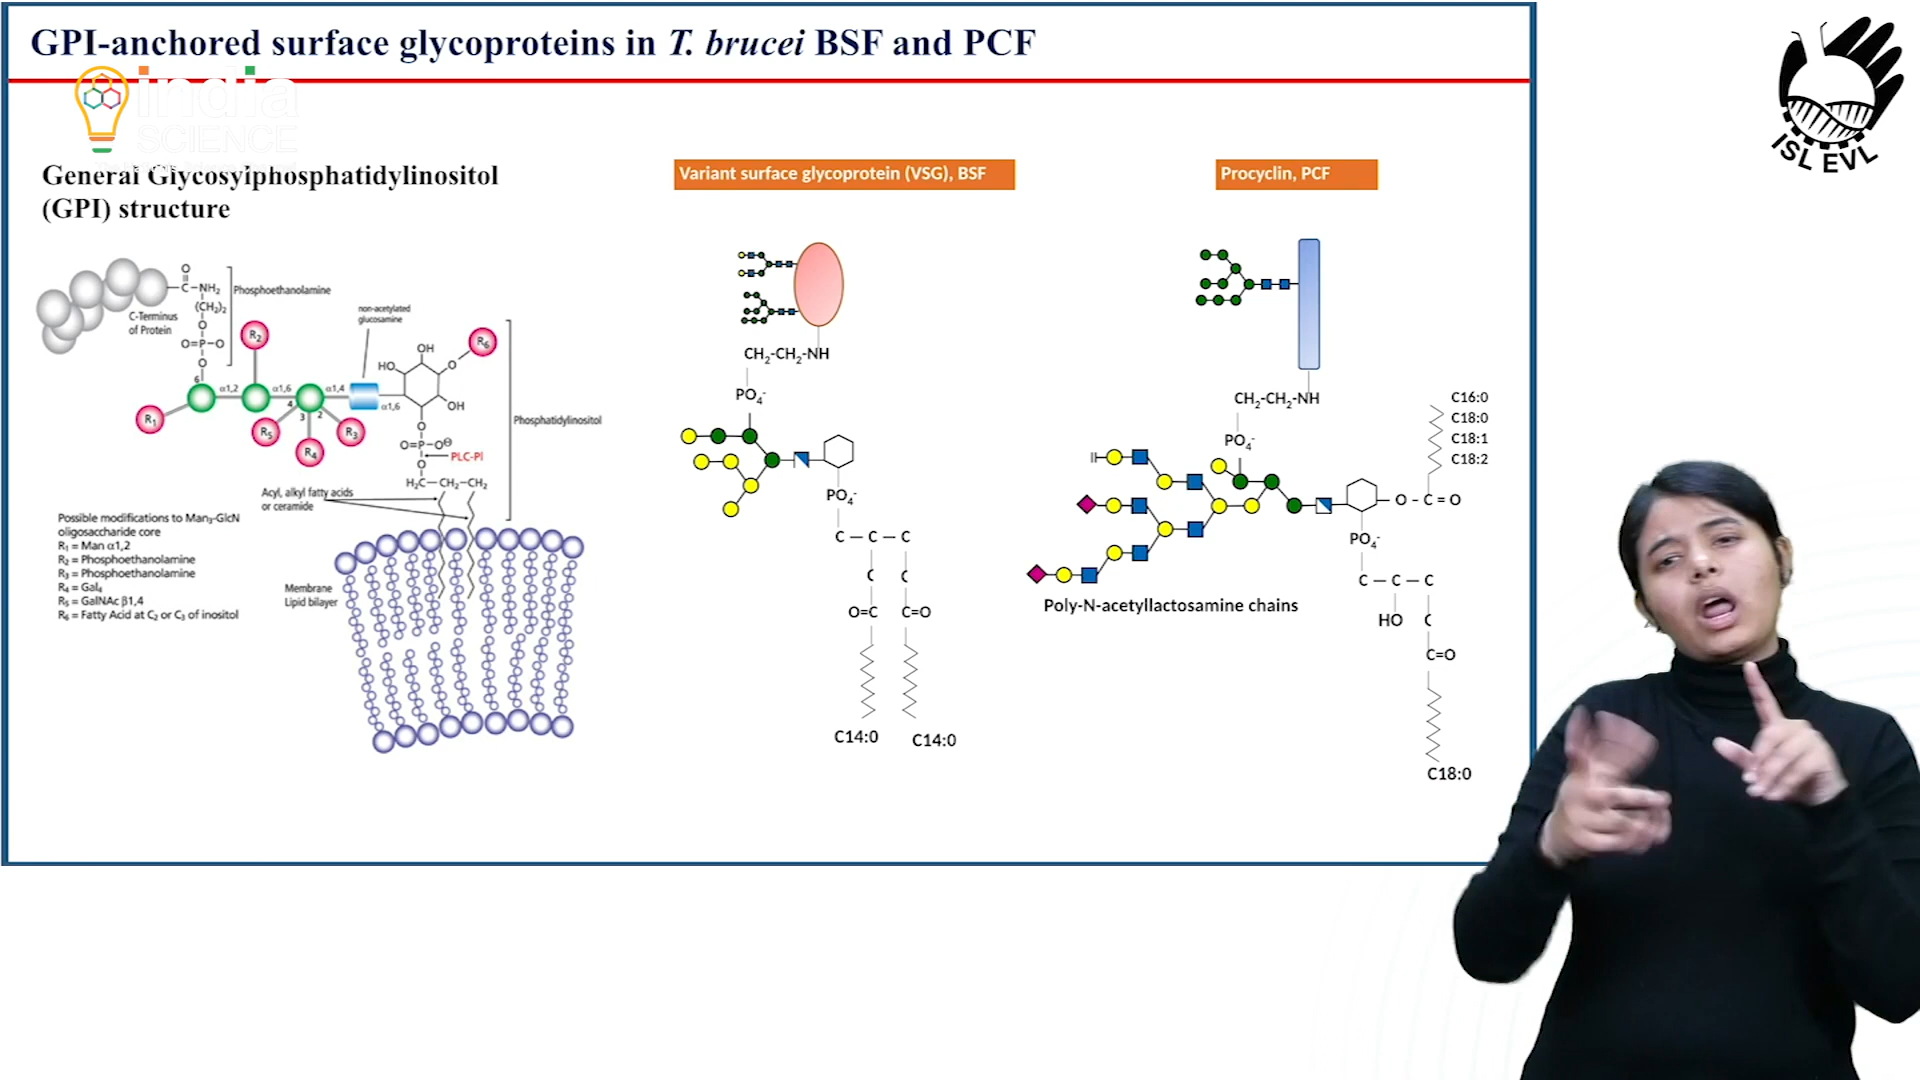 GPI-anchored surface glycoproteins in T. brucei BSF and PCF
india
SCIENCE
ISL EVL
General Glycosylphosphatidylinositol
(GPI) structure
O
C–NH₂
(CH₂)₂
O
O=P–O
O
Phosphoethanolamine
C-Terminus
of Protein
non-acetylated
glucosamine
R₂
R₆
OH
HO
O
OH
6
α1,2
α1,6
α1,4
α1,6
4
3
2
R₁
R₅
R₄
R₃
O
O=P–O⊖
O
PLC-PI
H₂C–CH₂–CH₂
Phosphatidylinositol
Acyl, alkyl fatty acids
or ceramide
Possible modifications to Man₃-GlcN
oligosaccharide core
R₁ = Man α1,2
R₂ = Phosphoethanolamine
R₃ = Phosphoethanolamine
R₄ = Gal₄
R₅ = GalNAc β1,4
R₆ = Fatty Acid at C₂ or C₃ of inositol
Membrane
Lipid bilayer
Variant surface glycoprotein (VSG), BSF
CH₂-CH₂-NH
PO₄⁻
PO₄⁻
C – C – C
C C
O=C C=O
C14:0 C14:0
Procyclin, PCF
CH₂-CH₂-NH
PO₄⁻
C16:0
C18:0
C18:1
C18:2
O - C = O
PO₄⁻
C – C – C
HO C
C=O
C18:0
Poly-N-acetyllactosamine chains